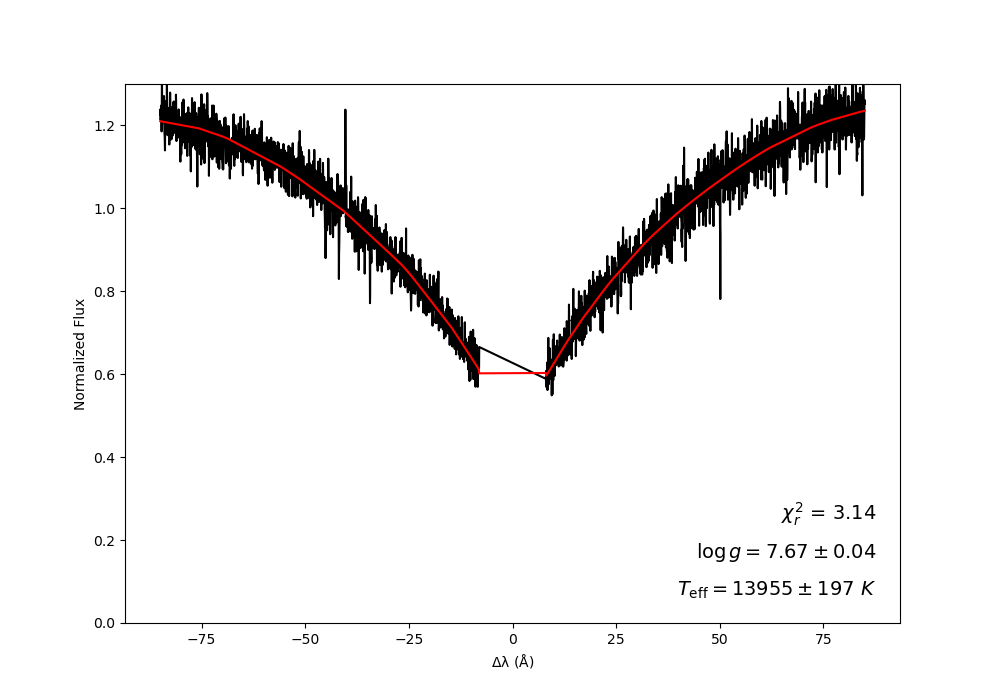 1.2
1.0
0.8
0.6
0.4
0.2
0.0
Normalized Flux
χ²ᵣ = 3.14
log g = 7.67 ± 0.04
T_eff = 13955 ± 197 K
−75 −50 −25 0 25 50 75
Δλ (Å)